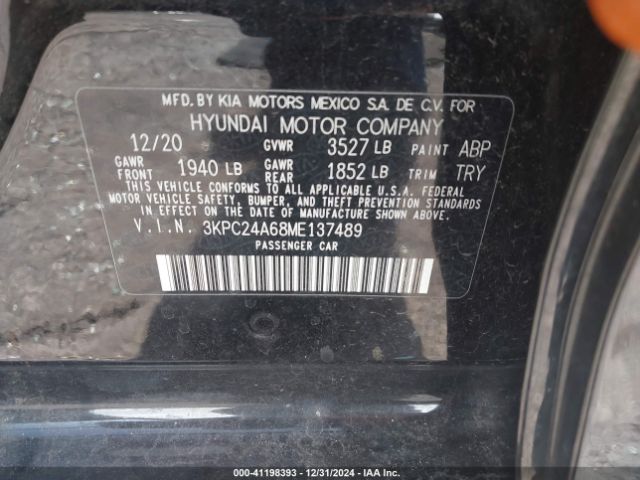 MFD. BY KIA MOTORS MEXICO S.A. DE C.V. FOR
HYUNDAI MOTOR COMPANY
12/20 GVWR 3527 LB PAINT ABP
GAWR FRONT 1940 LB GAWR REAR 1852 LB TRIM TRY
THIS VEHICLE CONFORMS TO ALL APPLICABLE U.S.A. FEDERAL
MOTOR VEHICLE SAFETY, BUMPER, AND THEFT PREVENTION STANDARDS
IN EFFECT ON THE DATE OF MANUFACTURE SHOWN ABOVE.
V.I.N. 3KPC24A68ME137489
PASSENGER CAR
000-41198393 - 12/31/2024 - IAA Inc.